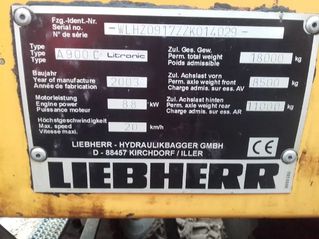 Fzg.-Ident.-Nr.
Serial no. - WLHZ0917ZZK014029 -
N° de série
Type
Type A 900 C Litronic
Type
Zul. Ges. Gew.
Perm. total weight 18000 kg
Poids admissible
Baujahr
Year of manufacture 2003
Année de fabrication
Zul. Achslast vorn
Perm. axle weight front 8500 kg
Charge adm. sur ess. AV
Motorleistung
Engine power 88 kW
Puissance moteur
Zul. Achslast hinten
Perm. axle weight rear 11000 kg
Charge admis. sur ess. AR
Höchstgeschwindigkeit
Max. speed 20 km/h
Vitesse maxi.
LIEBHERR - HYDRAULIKBAGGER GMBH
D - 88457 KIRCHDORF / ILLER
CE
LIEBHERR